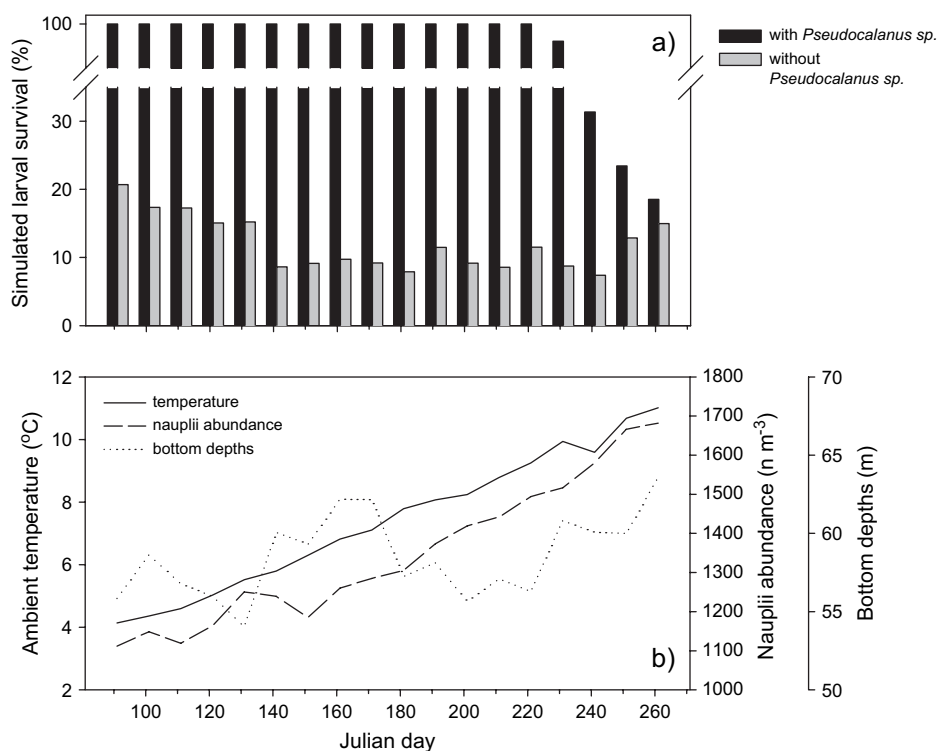 100
30
20
10
0
Simulated larval survival (%)
a)
with Pseudocalanus sp.
without
Pseudocalanus sp.
12
10
8
6
4
2
Ambient temperature (ºC)
temperature
nauplii abundance
bottom depths
b)
1800
1700
1600
1500
1400
1300
1200
1100
1000
Nauplii abundance (n m-3)
70
65
60
55
50
Bottom depths (m)
100 120 140 160 180 200 220 240 260
Julian day